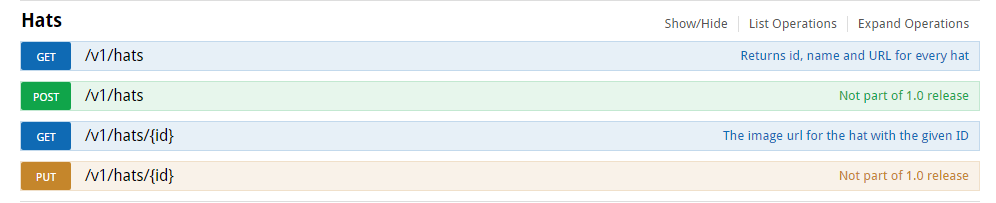 Hats Show/Hide List Operations Expand Operations
GET /v1/hats Returns id, name and URL for every hat
POST /v1/hats Not part of 1.0 release
GET /v1/hats/{id} The image url for the hat with the given ID
PUT /v1/hats/{id} Not part of 1.0 release